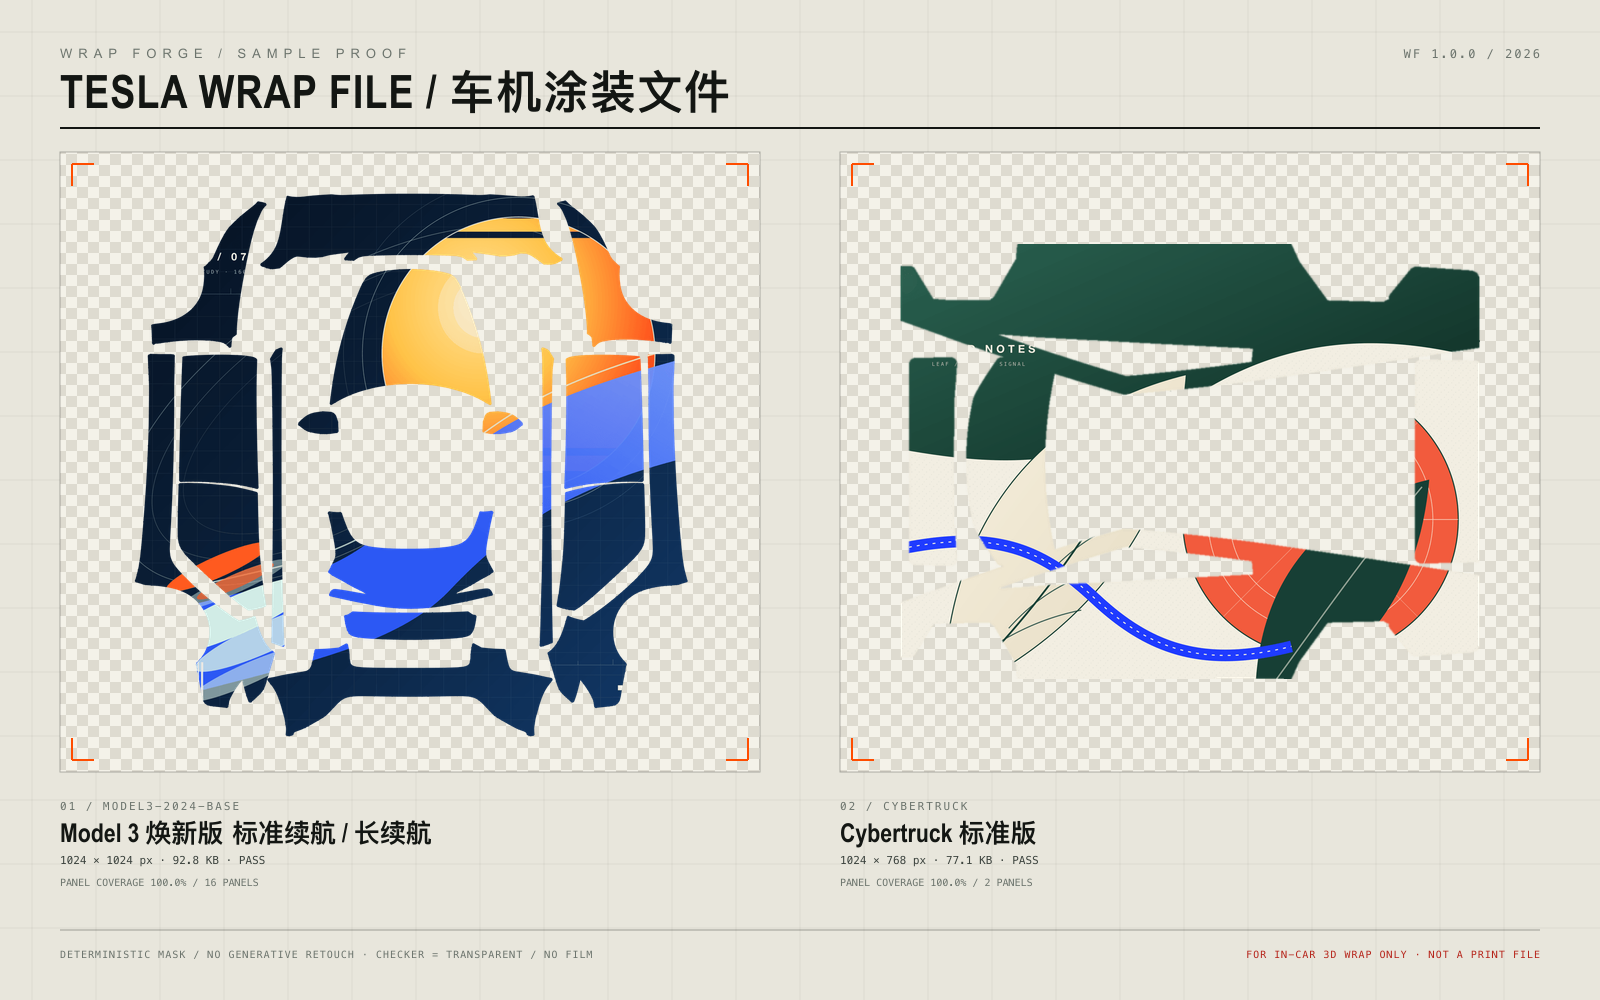 WRAP FORGE / SAMPLE PROOF
WF 1.0.0 / 2026
TESLA WRAP FILE / 车机涂装文件
/ 07
NOTES
LEAF
SIGNAL
01 / MODEL3-2024-BASE
Model 3 焕新版 标准续航 / 长续航
1024 × 1024 px · 92.8 KB · PASS
PANEL COVERAGE 100.0% / 16 PANELS
02 / CYBERTRUCK
Cybertruck 标准版
1024 × 768 px · 77.1 KB · PASS
PANEL COVERAGE 100.0% / 2 PANELS
DETERMINISTIC MASK / NO GENERATIVE RETOUCH · CHECKER = TRANSPARENT / NO FILM
FOR IN-CAR 3D WRAP ONLY · NOT A PRINT FILE